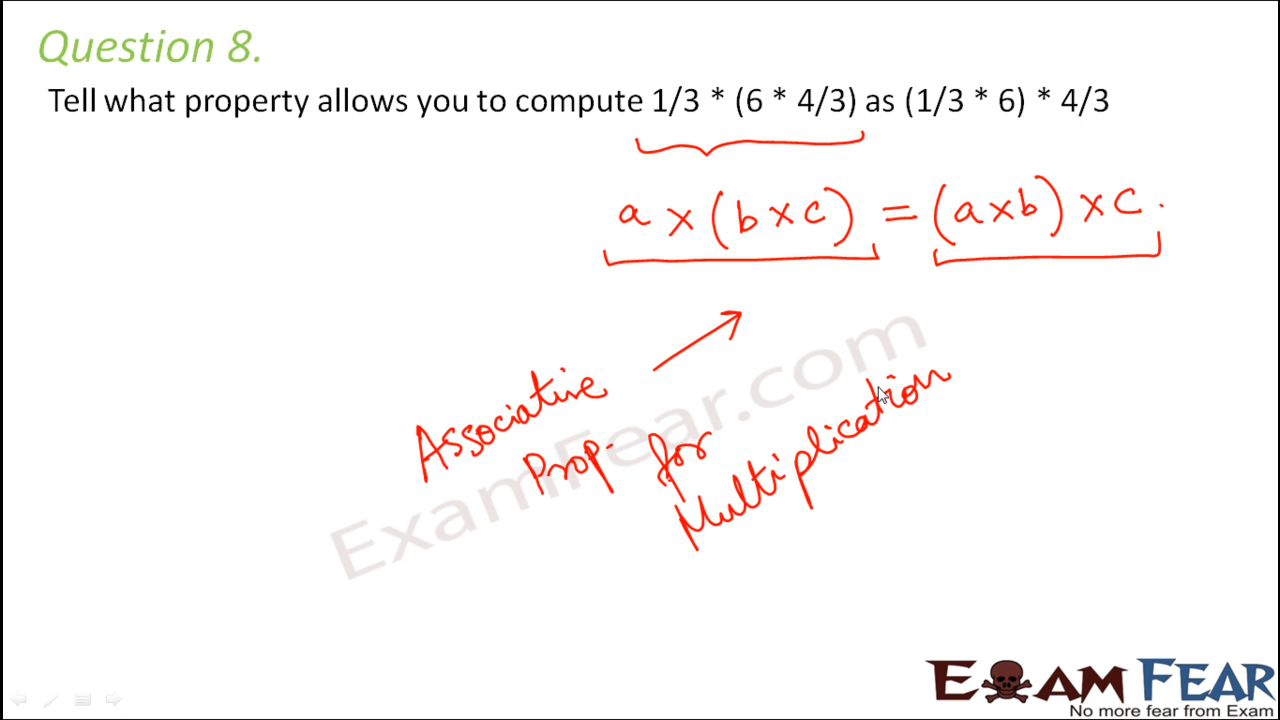 Question 8.
Tell what property allows you to compute 1/3 * (6 * 4/3) as (1/3 * 6) * 4/3
a × (b × c) = (a × b) × c.
Associative
Prop. for
Multiplication
ExamFear.com
EXAM FEAR
No more fear from Exam